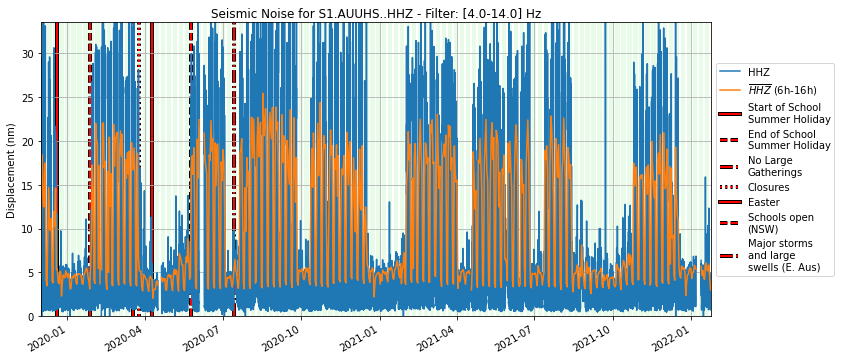 Seismic Noise for S1.AUUHS..HHZ - Filter: [4.0-14.0] Hz
Displacement (nm)
30
25
20
15
10
5
0
2020-01
2020-04
2020-07
2020-10
2021-01
2021-04
2021-07
2021-10
2022-01
HHZ
HHZ (6h-16h)
Start of School
Summer Holiday
End of School
Summer Holiday
No Large
Gatherings
Closures
Easter
Schools open
(NSW)
Major storms
and large
swells (E. Aus)